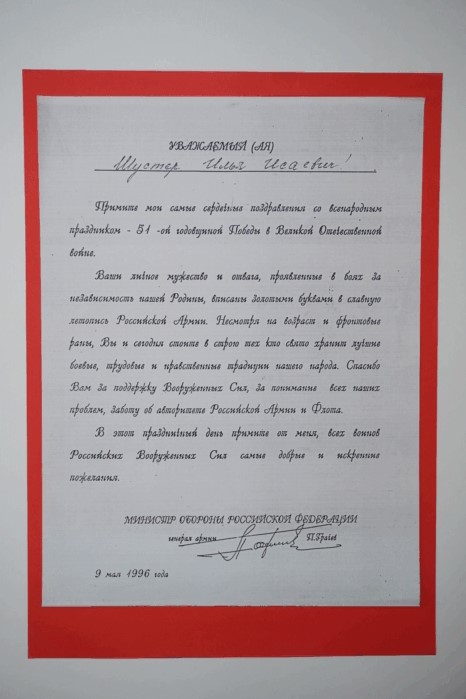 УВАЖАЕМЫЙ (АЯ)
Шустер Илья Исаевич!
Примите мои самые сердечные поздравления со всенародным
праздником - 51 -ой годовщиной Победы в Великой Отечественной
войне.
Ваши личное мужество и отвага, проявленные в боях за
независимость нашей Родины, вписаны золотыми буквами в славную
летопись Российской Армии. Несмотря на возраст и фронтовые
раны, Вы и сегодня стоите в строю тех кто свято хранит лучшие
боевые, трудовые и нравственные традиции нашего народа. Спасибо
Вам за поддержку Вооруженных Сил, за понимание всех наших
проблем, заботу об авторитете Российской Армии и Флота.
В этот праздничный день примите от меня, всех воинов
Российских Вооруженных Сил самые добрые и искренние
пожелания.
МИНИСТР ОБОРОНЫ РОССИЙСКОЙ ФЕДЕРАЦИИ
генерал армии П.Грачев
9 мая 1996 года